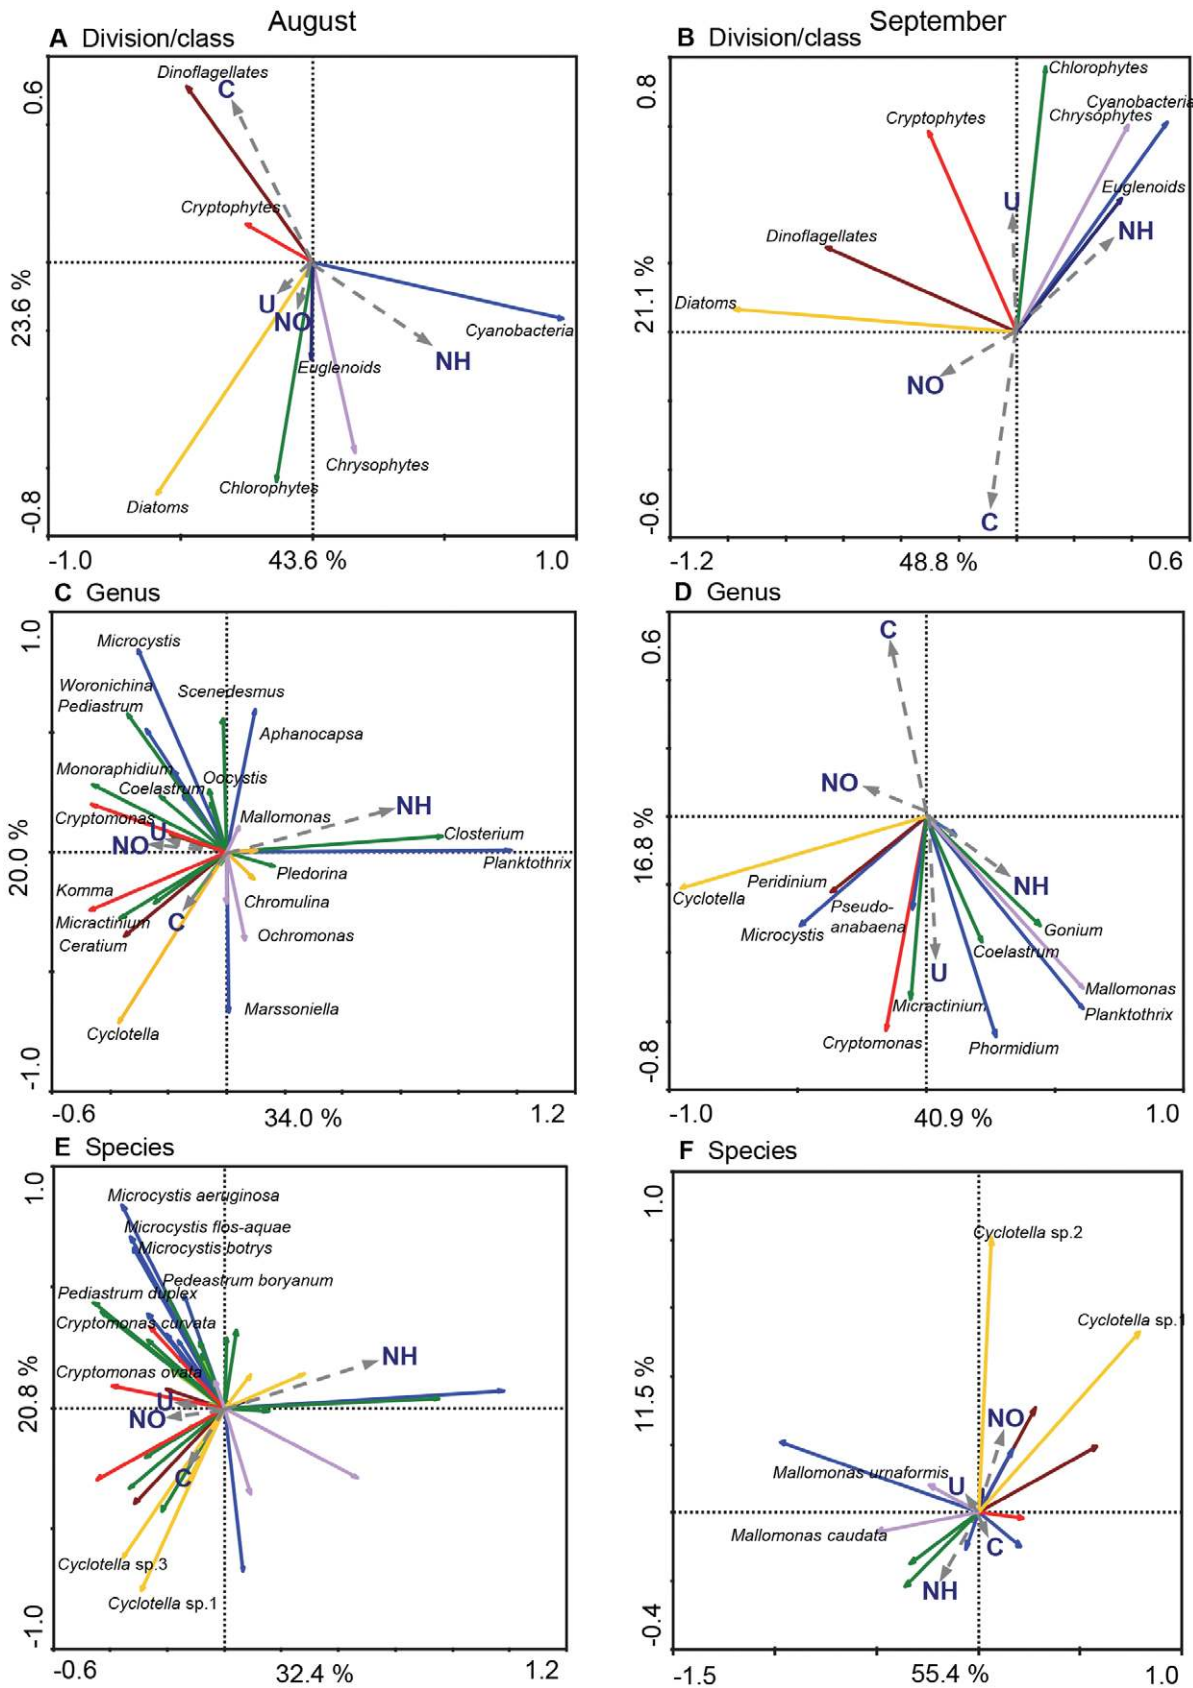 August
September
A Division/class
0.6
23.6 %
-0.8
-1.0
43.6 %
1.0
Dinoflagellates
C
Cryptophytes
U
NO
NH
Cyanobacteria
Euglenoids
Chrysophytes
Chlorophytes
Diatoms
B Division/class
0.8
21.1 %
-0.6
-1.2
48.8 %
0.6
Chlorophytes
Cyanobacteria
Chrysophytes
Cryptophytes
Euglenoids
U
NH
Dinoflagellates
Diatoms
NO
C
C Genus
1.0
20.0 %
-1.0
-0.6
34.0 %
1.2
Microcystis
Woronichina
Scenedesmus
Pediastrum
Aphanocapsa
Monoraphidium
Oocystis
Coelastrum
Cryptomonas
Mallomonas
NH
U
NO
Closterium
Planktothrix
Pledorina
Komma
Chromulina
Micractinium
C
Ceratium
Ochromonas
Marssoniella
Cyclotella
D Genus
0.6
16.8 %
-0.8
-1.0
40.9 %
1.0
C
NO
NH
Cyclotella
Peridinium
Pseudo-
anabaena
Microcystis
Gonium
Coelastrum
U
Mallomonas
Micractinium
Planktothrix
Cryptomonas
Phormidium
E Species
1.0
20.8 %
-1.0
-0.6
32.4 %
1.2
Microcystis aeruginosa
Microcystis flos-aquae
Microcystis botrys
Pedeastrum boryanum
Pediastrum duplex
Cryptomonas curvata
NH
Cryptomonas ovata
U
NO
C
Cyclotella sp.3
Cyclotella sp.1
F Species
1.0
11.5 %
-0.4
-1.5
55.4 %
1.0
Cyclotella sp.2
Cyclotella sp.1
NO
Mallomonas urnaformis
U
Mallomonas caudata
C
NH